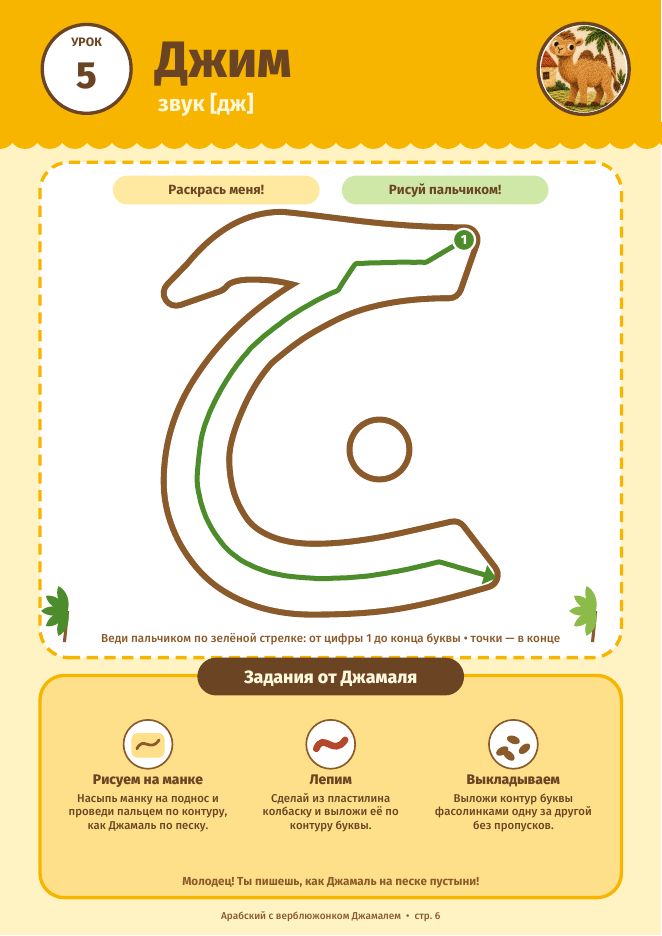 УРОК
5
Джим
звук [дж]
Раскрась меня!
Рисуй пальчиком!
ج
1
Веди пальчиком по зелёной стрелке: от цифры 1 до конца буквы • точки — в конце
Задания от Джамаля
Рисуем на манке
Насыпь манку на поднос и
проведи пальцем по контуру,
как Джамаль по песку.
Лепим
Сделай из пластилина
колбаску и выложи её по
контуру буквы.
Выкладываем
Выложи контур буквы
фасолинками одну за другой
без пропусков.
Молодец! Ты пишешь, как Джамаль на песке пустыни!
Арабский с верблюжонком Джамалем • стр. 6